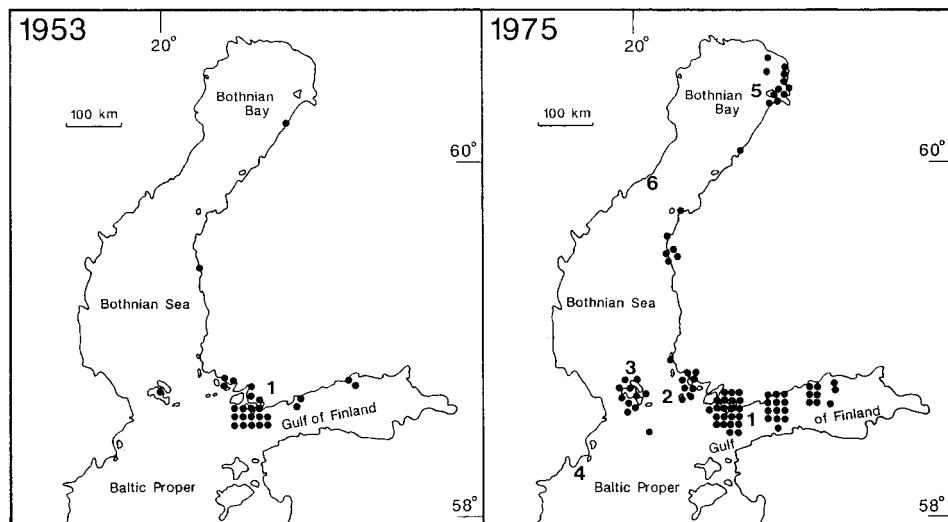 1953
20°
Bothnian
Bay
100 km
60°
Bothnian Sea
1
Gulf of Finland
Baltic Proper
58°
1975
20°
Bothnian
Bay
5
100 km
60°
6
Bothnian Sea
3
2
1
of Finland
Gulf
4
Baltic Proper
58°